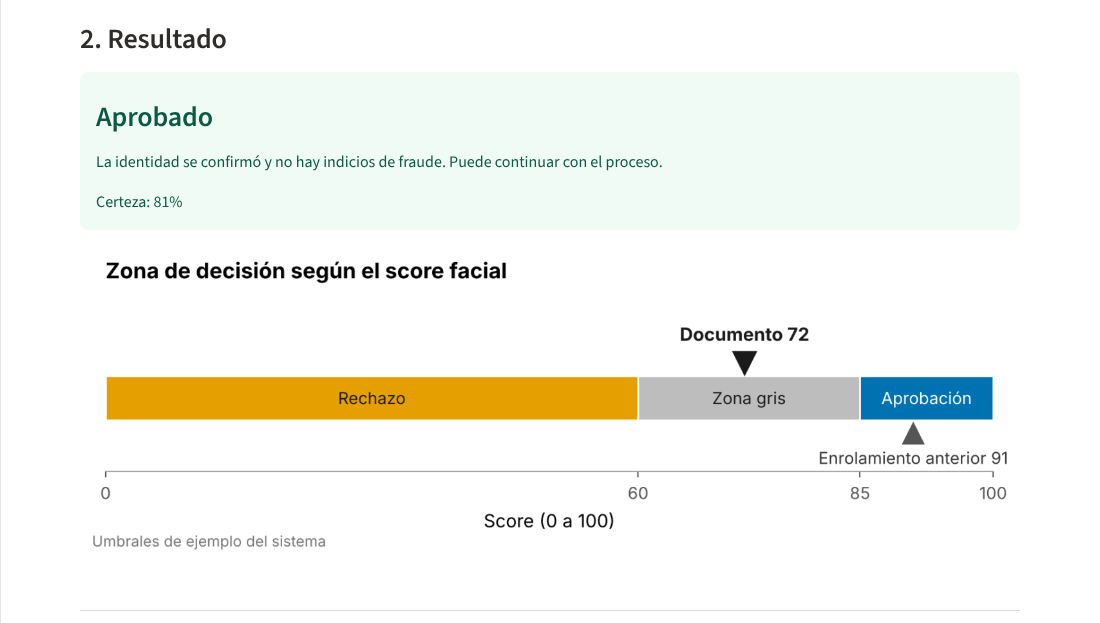 2. Resultado
Aprobado
La identidad se confirmó y no hay indicios de fraude. Puede continuar con el proceso.
Certeza: 81%
Zona de decisión según el score facial
Documento 72
Rechazo
Zona gris
Aprobación
Enrolamiento anterior 91
0
60
85
100
Score (0 a 100)
Umbrales de ejemplo del sistema